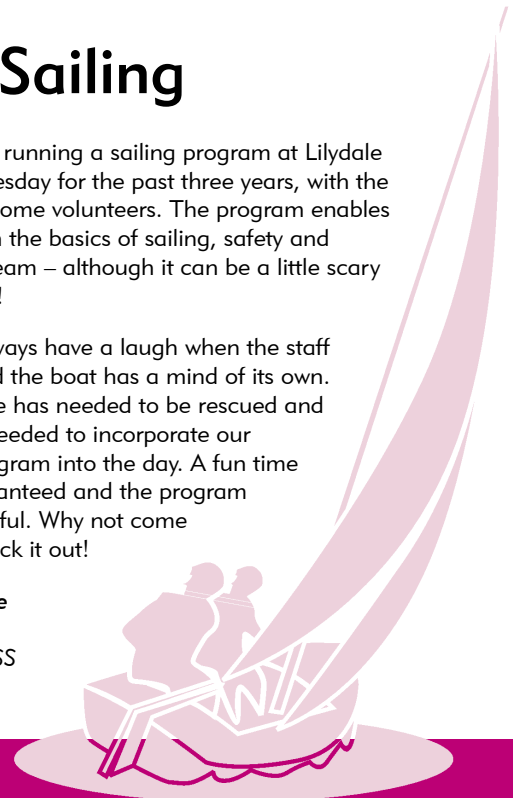 Sailing
running a sailing program at Lilydale
esday for the past three years, with the
ome volunteers. The program enables
the basics of sailing, safety and
eam – although it can be a little scary
!
ways have a laugh when the staff
the boat has a mind of its own.
e has needed to be rescued and
eeded to incorporate our
gram into the day. A fun time
anteed and the program
ful. Why not come
ck it out!
e
SS